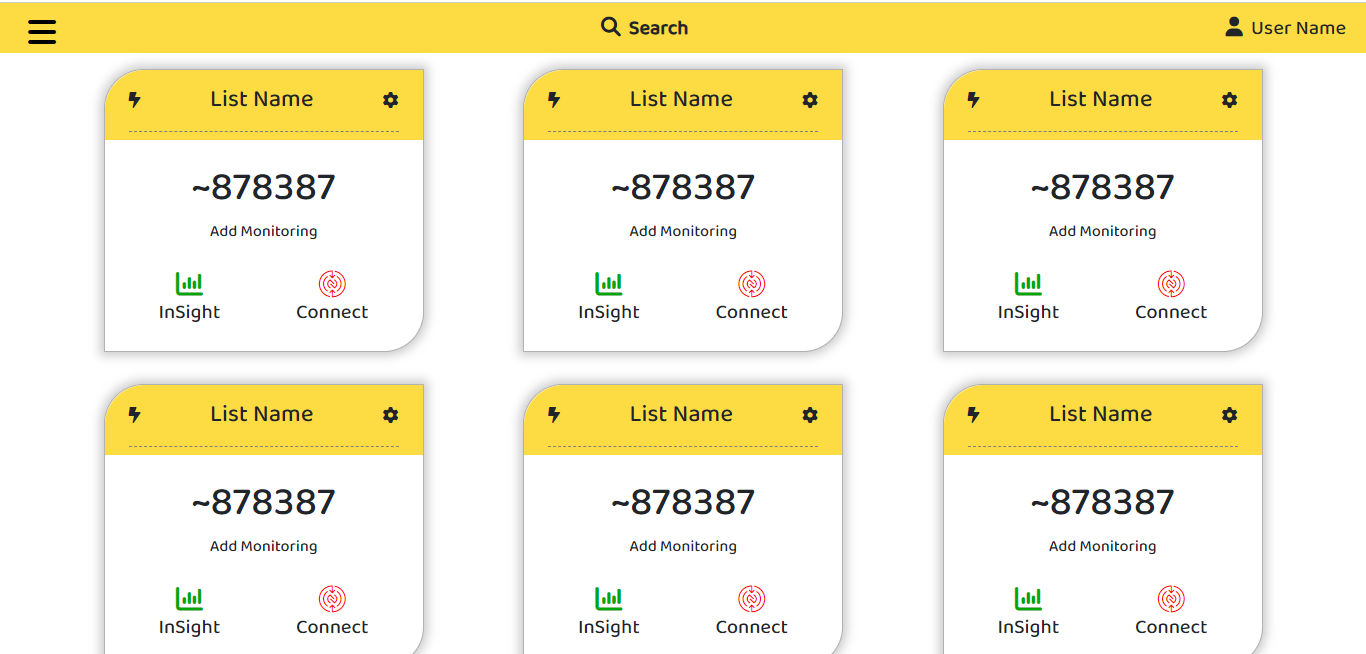 Search
User Name
List Name
List Name
List Name
~878387
~878387
~878387
Add Monitoring
Add Monitoring
Add Monitoring
InSight
Connect
InSight
Connect
InSight
Connect
List Name
List Name
List Name
~878387
~878387
~878387
Add Monitoring
Add Monitoring
Add Monitoring
InSight
Connect
InSight
Connect
InSight
Connect